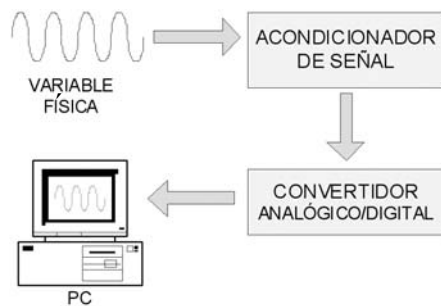 VARIABLE
FÍSICA
ACONDICIONADOR
DE SEÑAL
CONVERTIDOR
ANALÓGICO/DIGITAL
PC